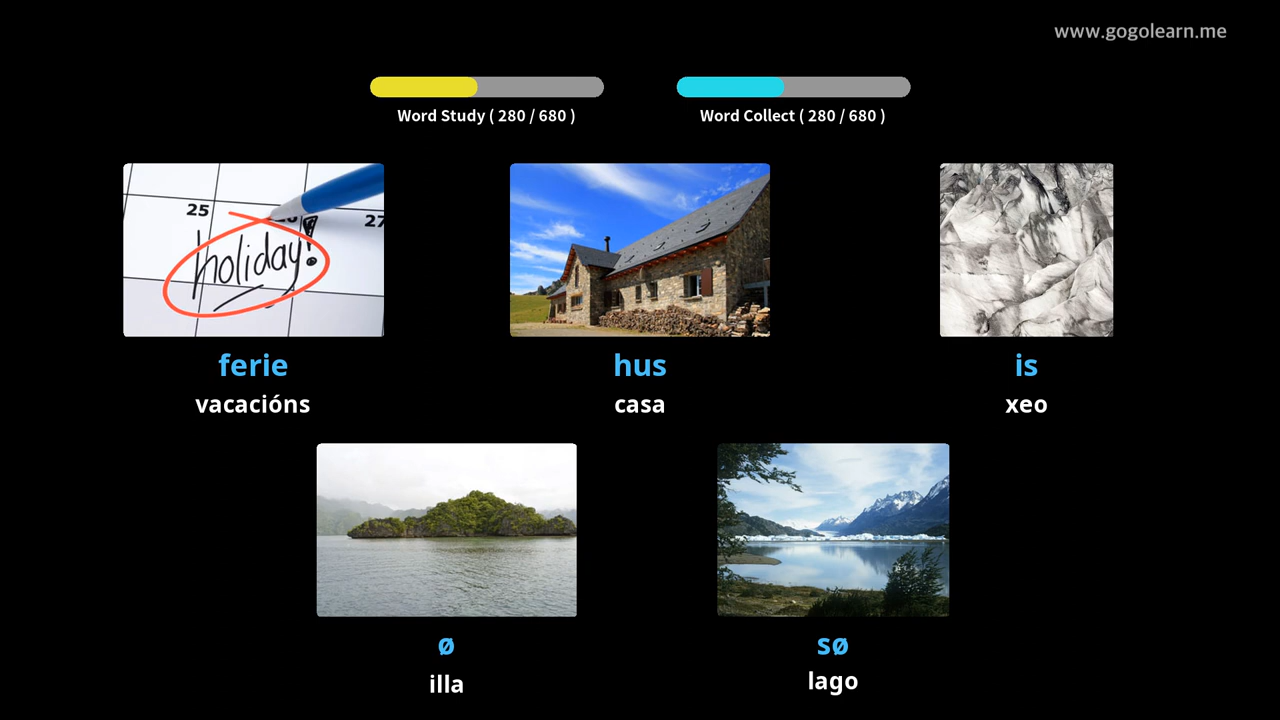 www.gogolearn.me
Word Study ( 280 / 680 )
Word Collect ( 280 / 680 )
25
27
holiday!
ferie
hus
is
vacacións
casa
xeo
ø
sø
illa
lago